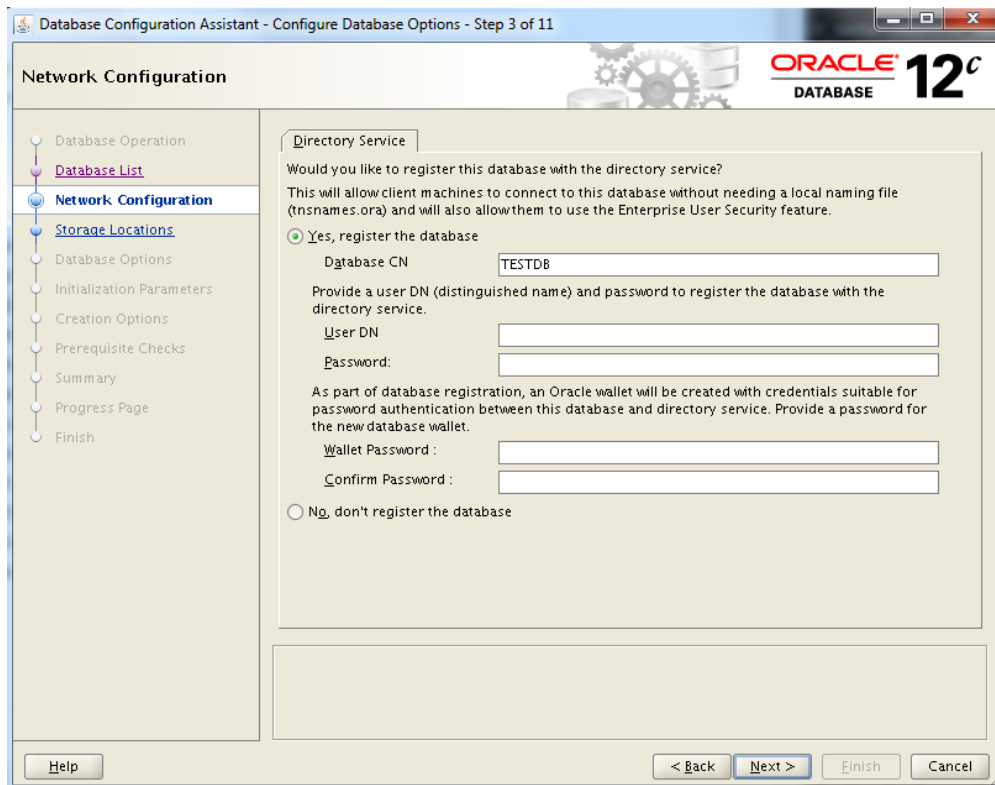 Database Configuration Assistant - Configure Database Options - Step 3 of 11
Network Configuration
ORACLE®
DATABASE
12c
Database Operation
Database List
Network Configuration
Storage Locations
Database Options
Initialization Parameters
Creation Options
Prerequisite Checks
Summary
Progress Page
Finish
Directory Service
Would you like to register this database with the directory service?
This will allow client machines to connect to this database without needing a local naming file
(tnsnames.ora) and will also allow them to use the Enterprise User Security feature.
Yes, register the database
Database CN
TESTDB
Provide a user DN (distinguished name) and password to register the database with the
directory service.
User DN
Password:
As part of database registration, an Oracle wallet will be created with credentials suitable for
password authentication between this database and directory service. Provide a password for
the new database wallet.
Wallet Password :
Confirm Password :
No, don't register the database
Help
< Back
Next >
Finish
Cancel